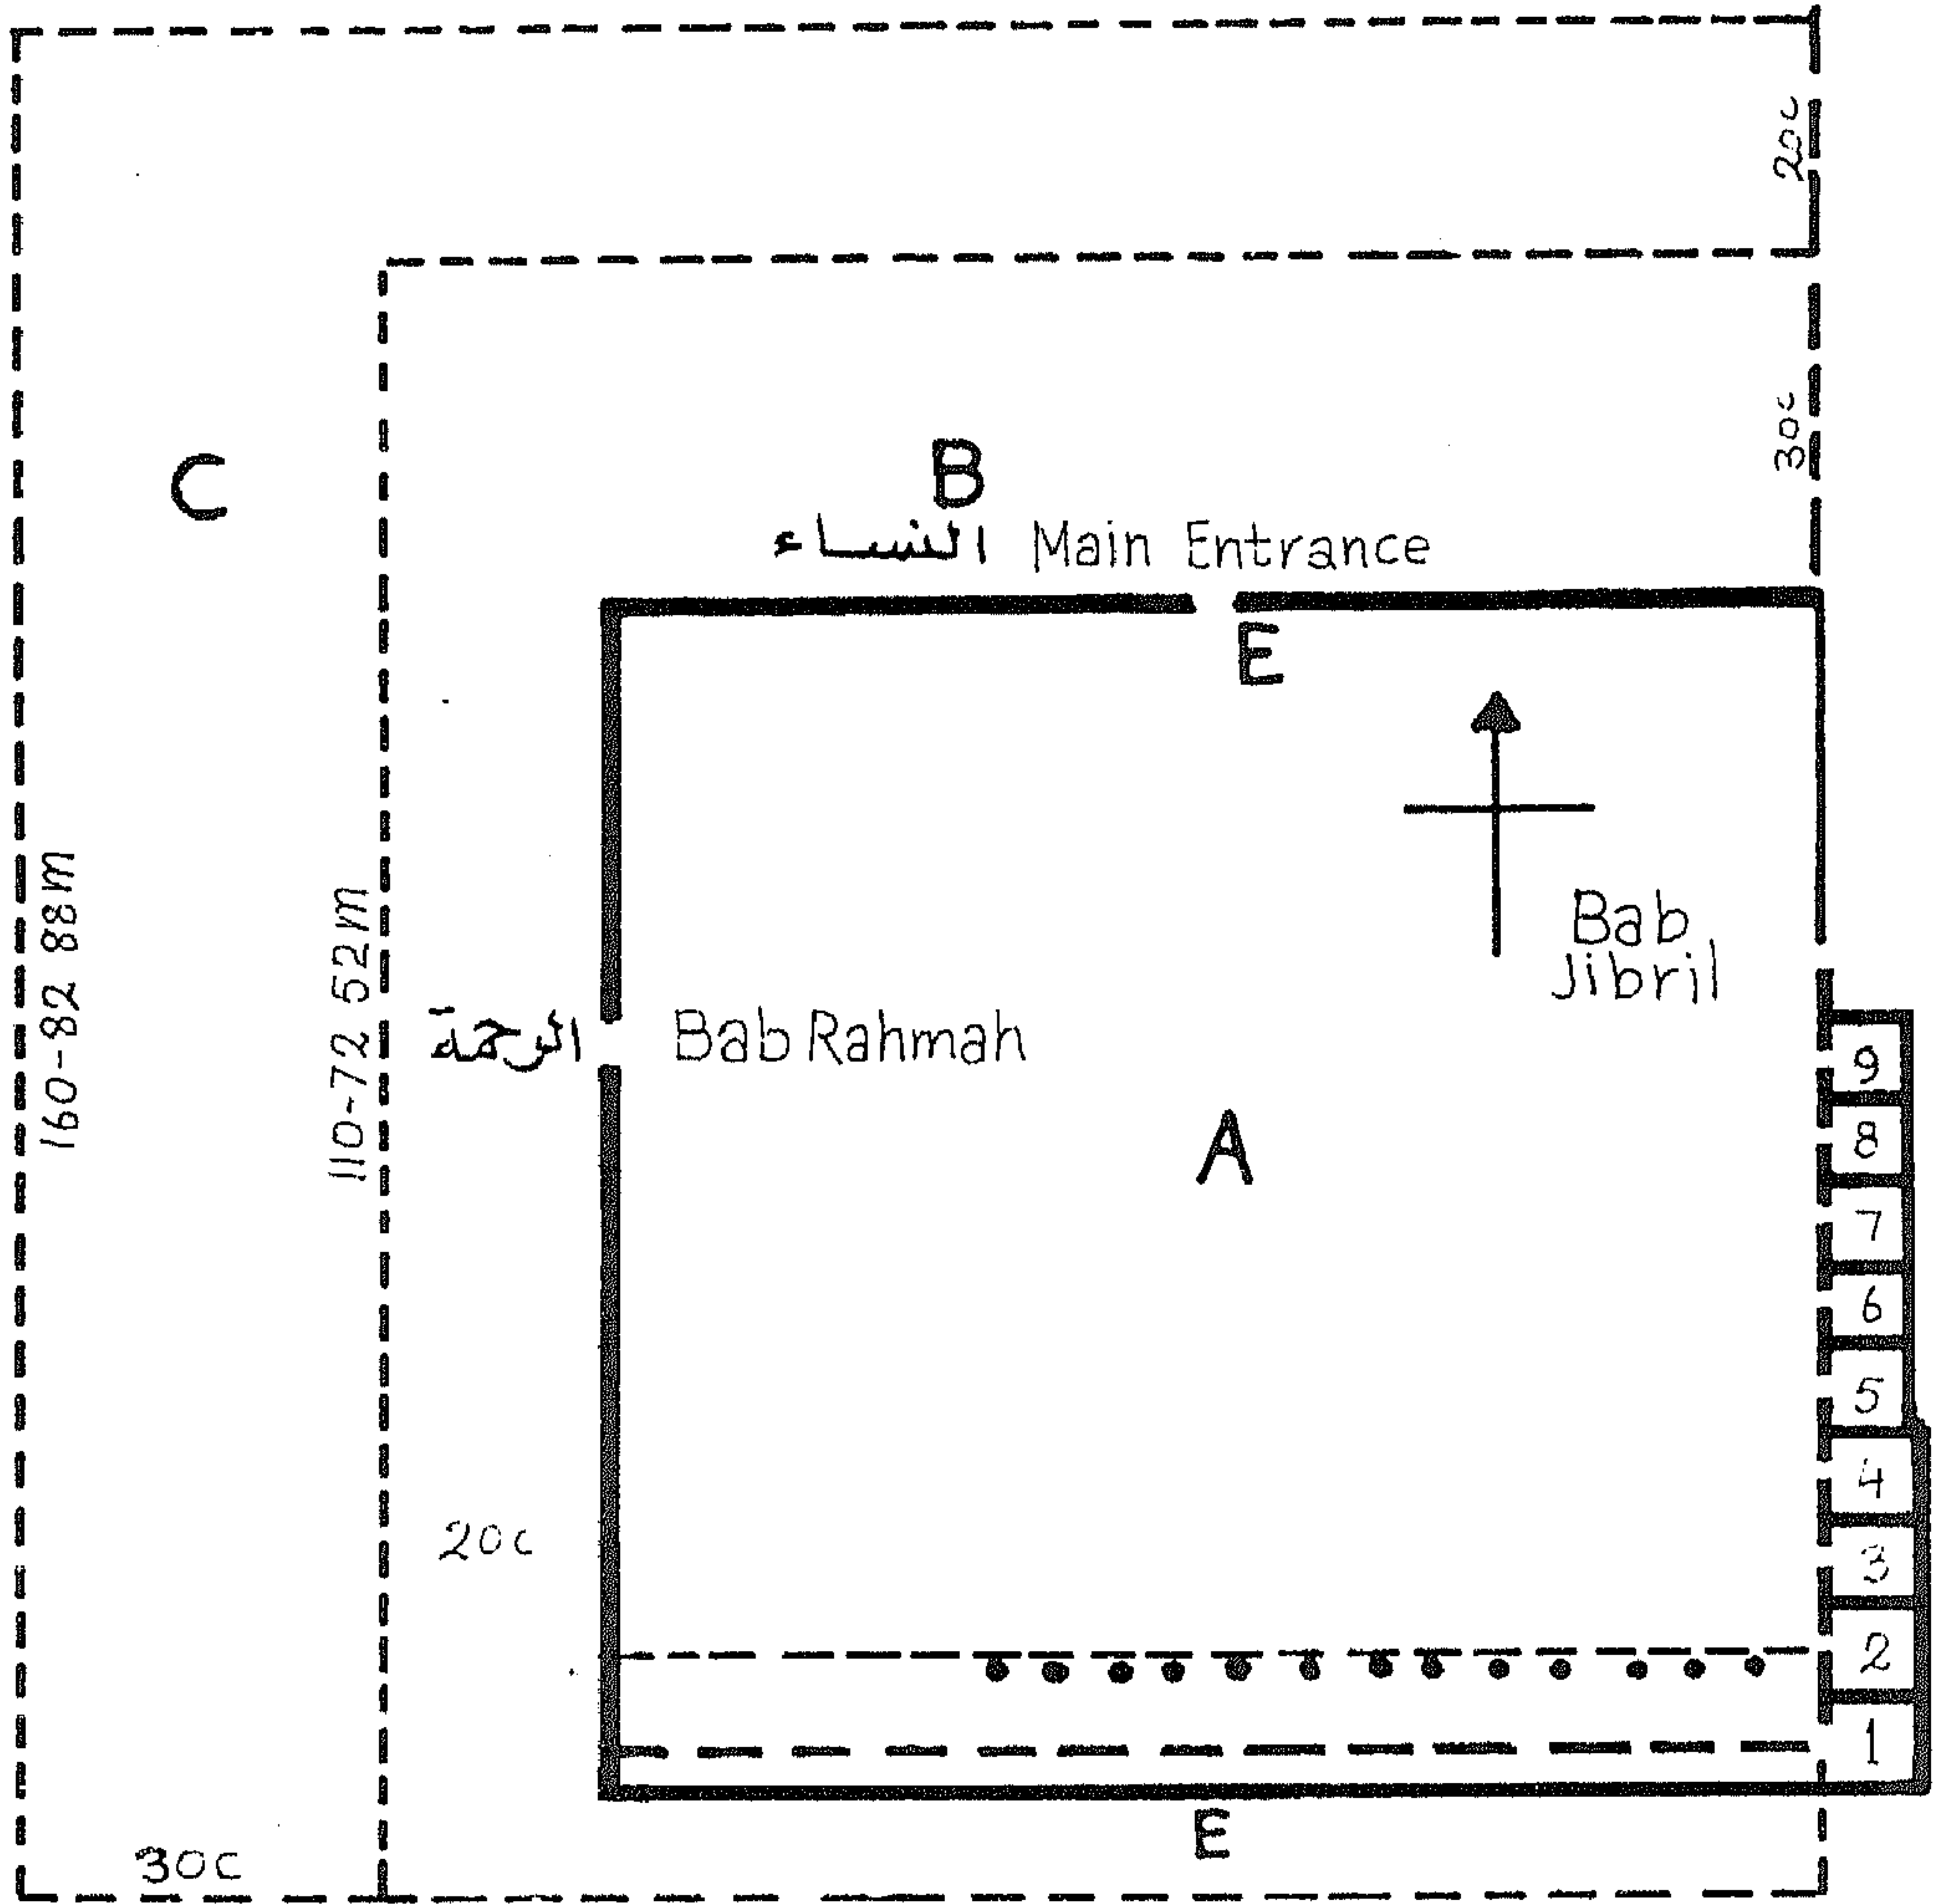 20c
30c
C
B
النساء Main Entrance
E
Bab
Jibril
160-82 88m
110-72 52m
الرحمة Bab Rahmah
A
9
8
7
6
5
4
3
2
1
20c
E
30c